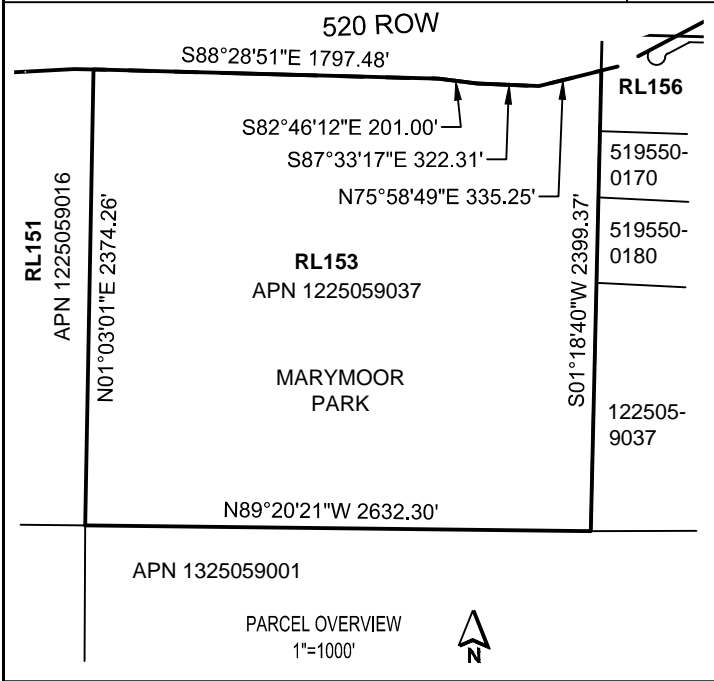 520 ROW
S88°28'51"E 1797.48'
RL156
S82°46'12"E 201.00'
S87°33'17"E 322.31'
N75°58'49"E 335.25'
519550-
0170
519550-
0180
RL151
APN 1225059016
N01°03'01"E 2374.26'
RL153
APN 1225059037
S01°18'40"W 2399.37'
MARYMOOR
PARK
122505-
9037
N89°20'21"W 2632.30'
APN 1325059001
PARCEL OVERVIEW
1"=1000'
N